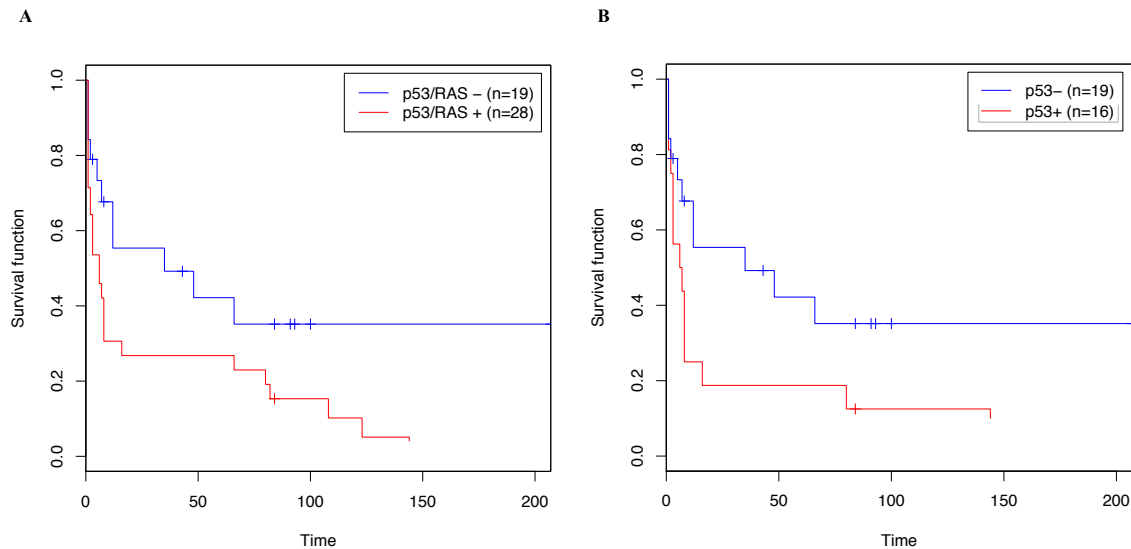 A
B
p53/RAS − (n=19)
p53/RAS + (n=28)
p53− (n=19)
p53+ (n=16)
Survival function
1.0
0.8
0.6
0.4
0.2
0.0
0
50
100
150
200
Time
Survival function
1.0
0.8
0.6
0.4
0.2
0.0
0
50
100
150
200
Time